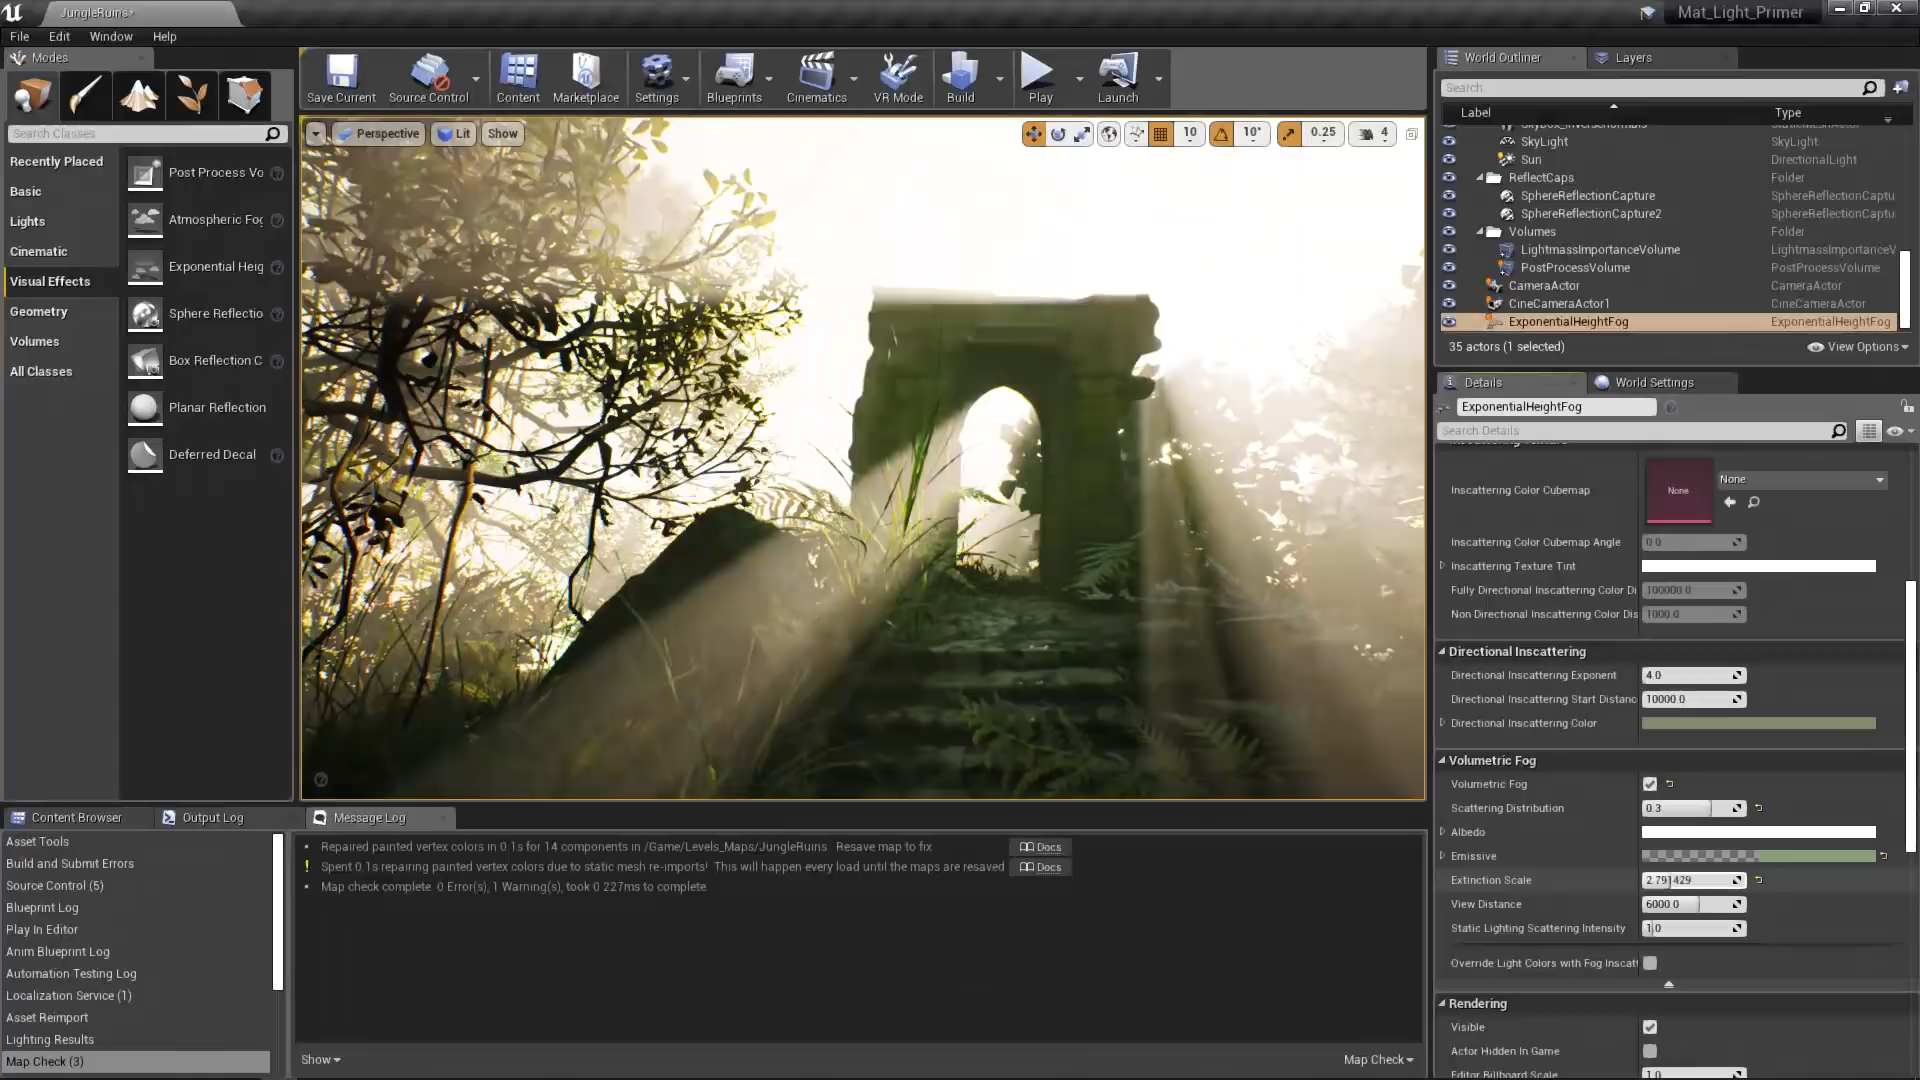 JungleRuins*
Mat_Light_Primer
File Edit Window Help
Modes
Search Classes
Recently Placed
Basic
Lights
Cinematic
Visual Effects
Geometry
Volumes
All Classes
Post Process Vo
Atmospheric Fog
Exponential Heig
Sphere Reflectio
Box Reflection C
Planar Reflection
Deferred Decal
Save Current Source Control Content Marketplace Settings Blueprints Cinematics VR Mode Build Play Launch
Perspective Lit Show
10 10° 0.25 4
World Outliner Layers
Search
Label Type
SkyLight SkyLight
Sun DirectionalLight
ReflectCaps Folder
SphereReflectionCapture SphereReflectionCaptu
SphereReflectionCapture2 SphereReflectionCaptu
Volumes Folder
LightmassImportanceVolume LightmassImportanceV
PostProcessVolume PostProcessVolume
CameraActor CameraActor
CineCameraActor1 CineCameraActor
ExponentialHeightFog ExponentialHeightFog
35 actors (1 selected) View Options
Details World Settings
ExponentialHeightFog
Search Details
Inscattering Color Cubemap None None
Inscattering Color Cubemap Angle 0.0
Inscattering Texture Tint
Fully Directional Inscattering Color Di 100000.0
Non Directional Inscattering Color Dis 1000.0
Directional Inscattering
Directional Inscattering Exponent 4.0
Directional Inscattering Start Distanc 10000.0
Directional Inscattering Color
Volumetric Fog
Volumetric Fog
Scattering Distribution 0.3
Albedo
Emissive
Extinction Scale 2.791429
View Distance 6000.0
Static Lighting Scattering Intensity 1.0
Override Light Colors with Fog Inscatt
Rendering
Visible
Actor Hidden In Game
Editor Billboard Scale 1.0
Content Browser Output Log Message Log
Asset Tools
Build and Submit Errors
Source Control (5)
Blueprint Log
Play In Editor
Anim Blueprint Log
Automation Testing Log
Localization Service (1)
Asset Reimport
Lighting Results
Map Check (3)
Repaired painted vertex colors in 0.1s for 14 components in /Game/Levels_Maps/JungleRuins Resave map to fix Docs
Spent 0.1s repairing painted vertex colors due to static mesh re-imports! This will happen every load until the maps are resaved Docs
Map check complete 0 Error(s), 1 Warning(s), took 0.227ms to complete
Show Map Check